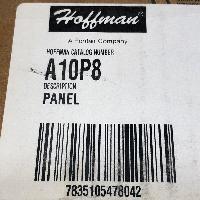 Hoffman
A Pentair Company
HOFFMAN CATALOG NUMBER
A10P8
DESCRIPTION
PANEL
7835105478042